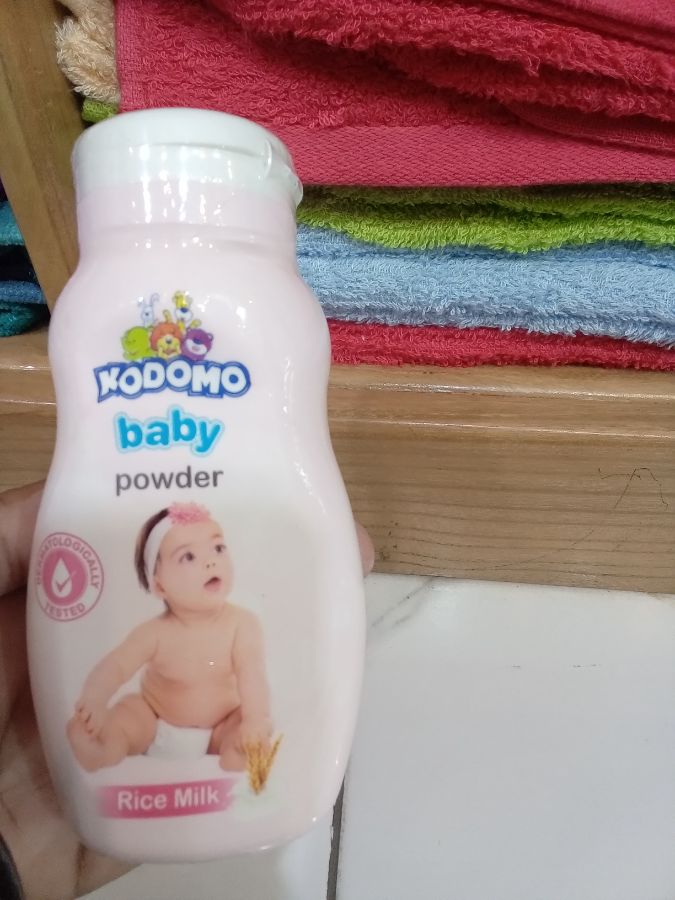 KODOMO
baby
powder
DERMATOLOGICALLY
TESTED
Rice Milk